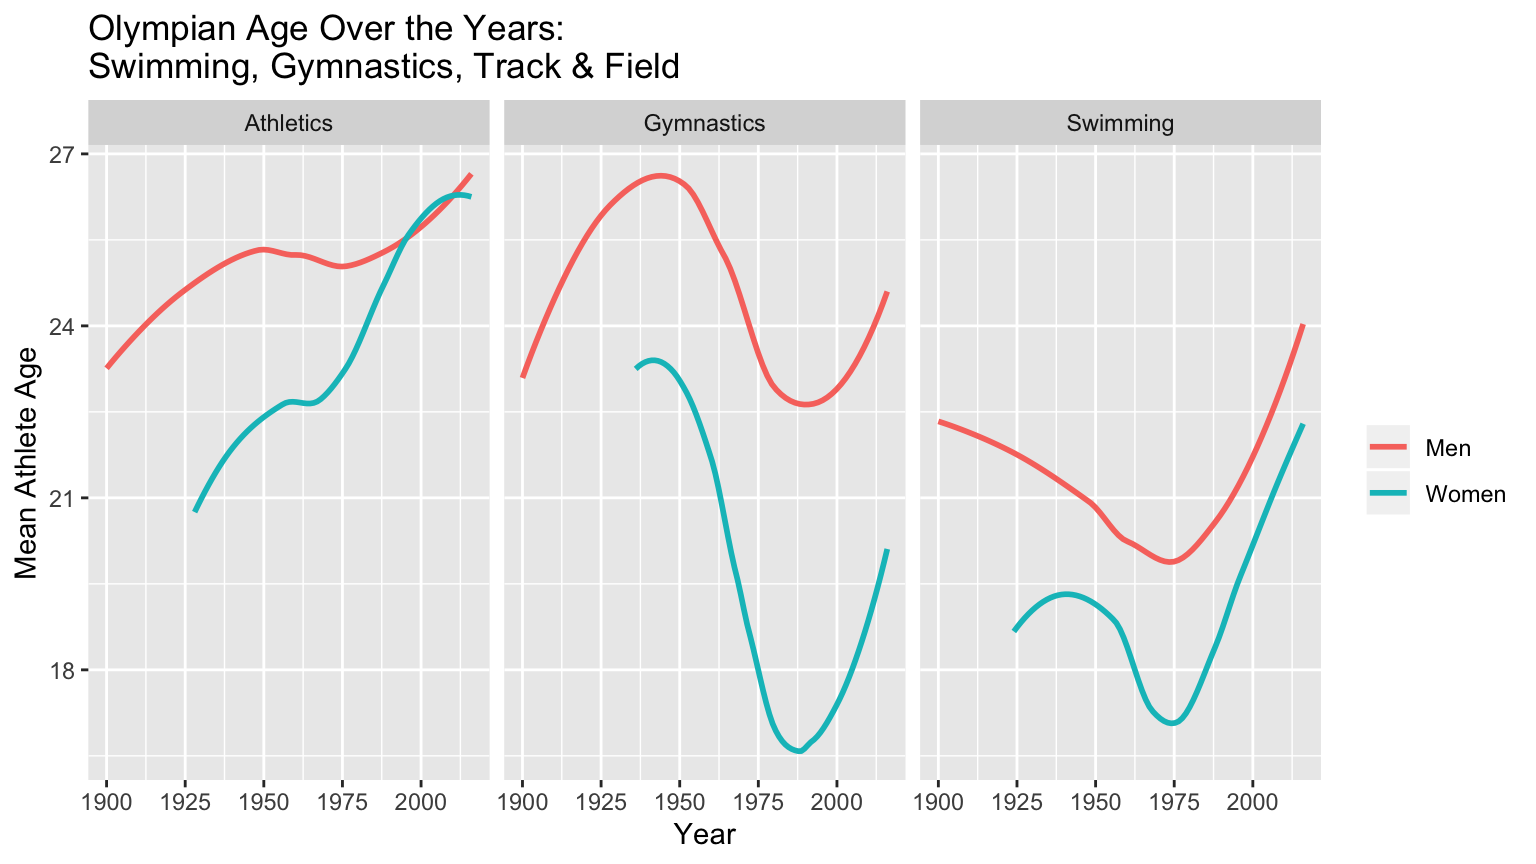 Olympian Age Over the Years:
Swimming, Gymnastics, Track & Field
Athletics
Gymnastics
Swimming
27
24
21
18
Mean Athlete Age
1900 1925 1950 1975 2000
1900 1925 1950 1975 2000
1900 1925 1950 1975 2000
Year
Men
Women